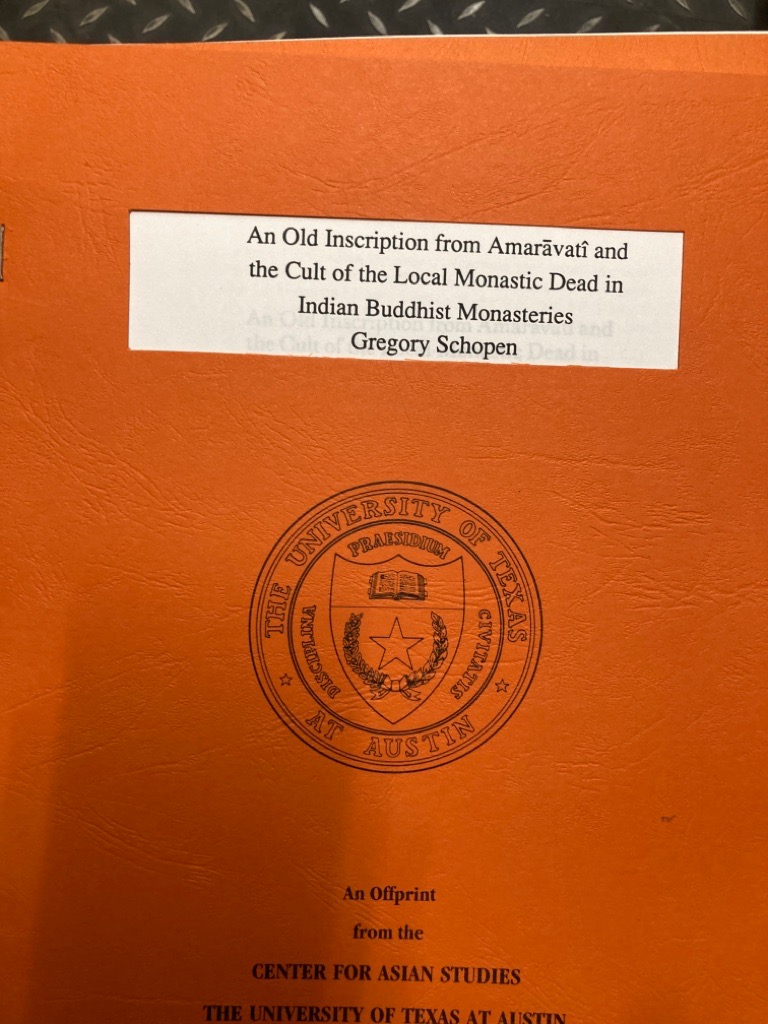 An Old Inscription from Amarāvatî and
the Cult of the Local Monastic Dead in
Indian Buddhist Monasteries
Gregory Schopen
THE UNIVERSITY OF TEXAS
AT AUSTIN
PRAESIDIUM
DISCIPLINA
CIVITATIS
An Offprint
from the
CENTER FOR ASIAN STUDIES
THE UNIVERSITY OF TEXAS AT AUSTIN